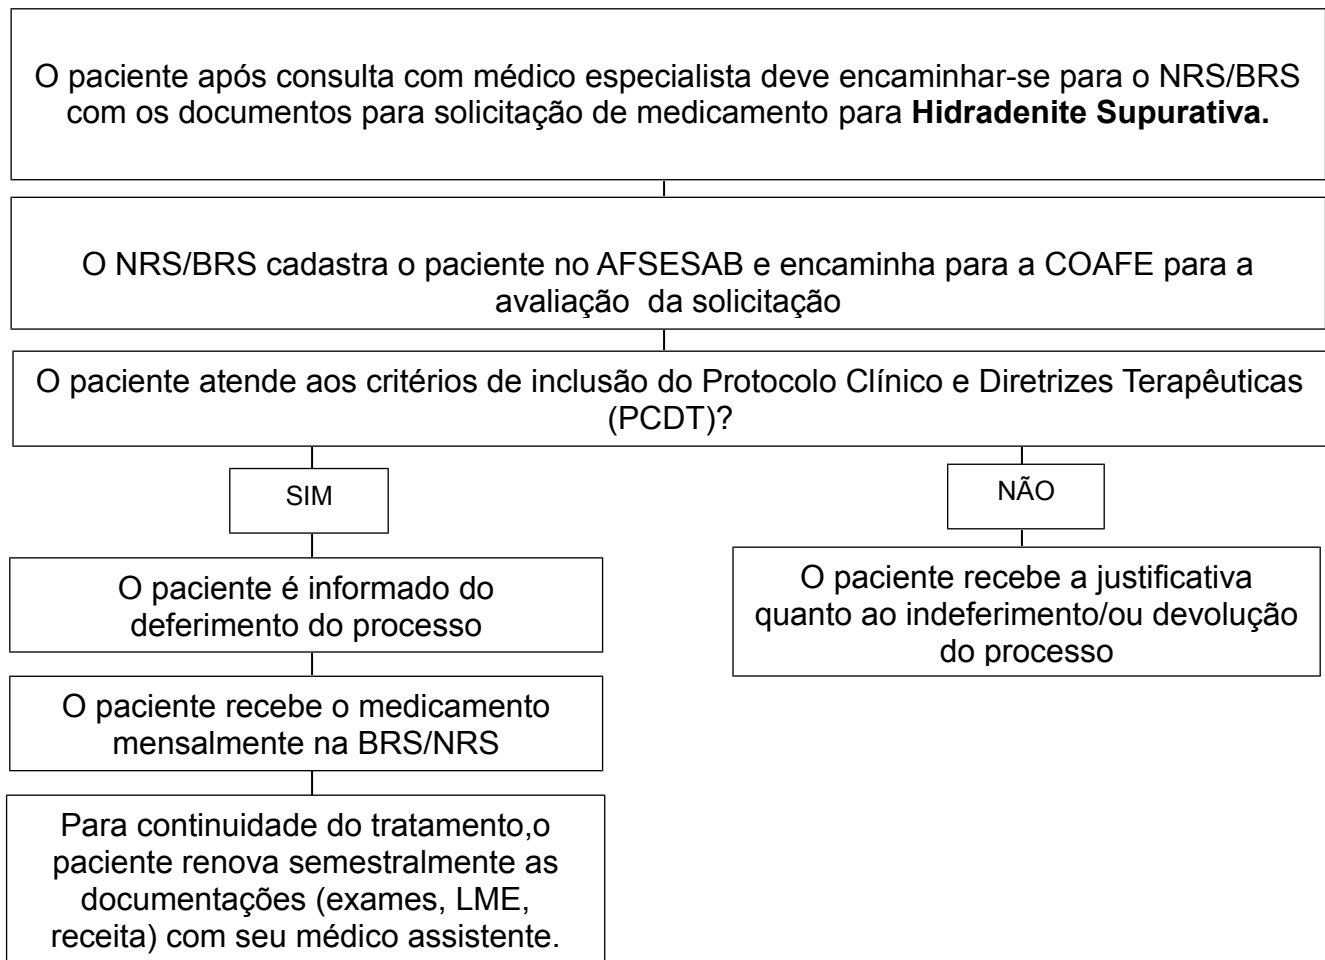 O paciente após consulta com médico especialista deve encaminhar-se para o NRS/BRS
com os documentos para solicitação de medicamento para Hidradenite Supurativa.
O NRS/BRS cadastra o paciente no AFSESAB e encaminha para a COAFE para a
avaliação da solicitação
O paciente atende aos critérios de inclusão do Protocolo Clínico e Diretrizes Terapêuticas
(PCDT)?
SIM
NÃO
O paciente é informado do
deferimento do processo
O paciente recebe a justificativa
quanto ao indeferimento/ou devolução
do processo
O paciente recebe o medicamento
mensalmente na BRS/NRS
Para continuidade do tratamento,o
paciente renova semestralmente as
documentações (exames, LME,
receita) com seu médico assistente.